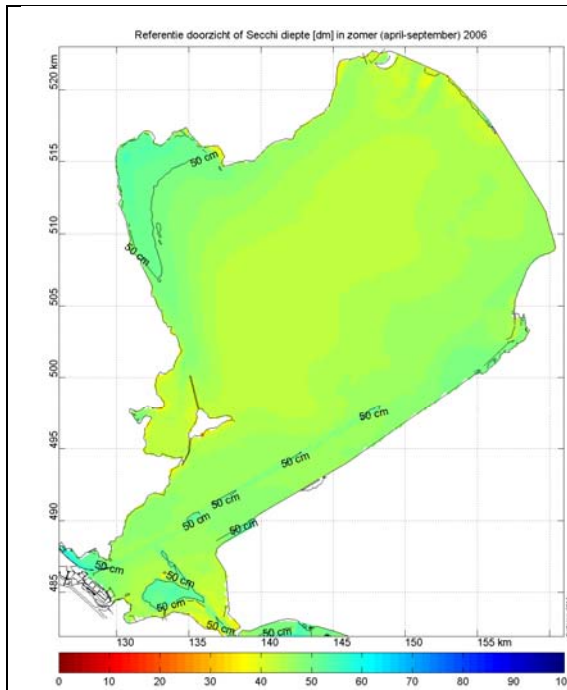 Referentie doorzicht of Secchi diepte [dm] in zomer (april-september) 2006
520 km
515
50 cm
510
50 cm
505
500
50 cm
495
50 cm
50 cm
490
50 cm
50 cm
50 cm
50 cm
485
50 cm
50 cm
130 135 140 145 150 155 km
0 10 20 30 40 50 60 70 80 90 100